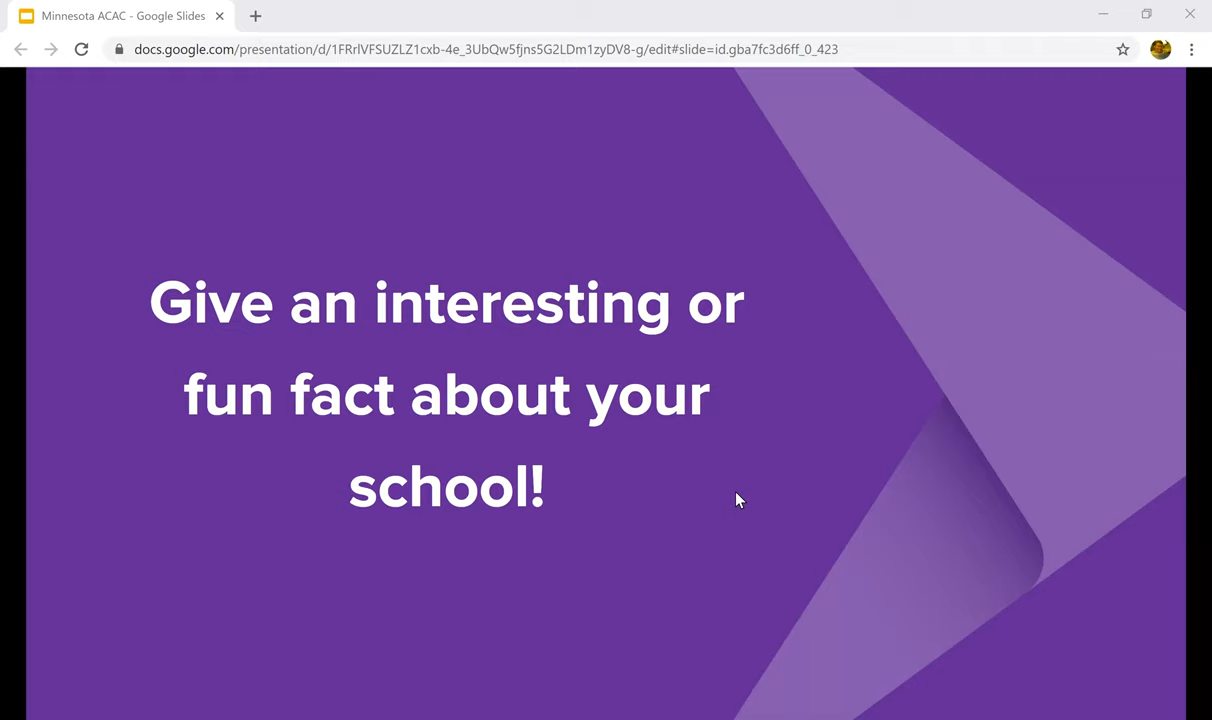 Minnesota ACAC - Google Slides
docs.google.com/presentation/d/1FRrlVFSUZLZ1cxb-4e_3UbQw5fjns5G2LDm1zyDV8-g/edit#slide=id.gba7fc3d6ff_0_423
Give an interesting or
fun fact about your
school!